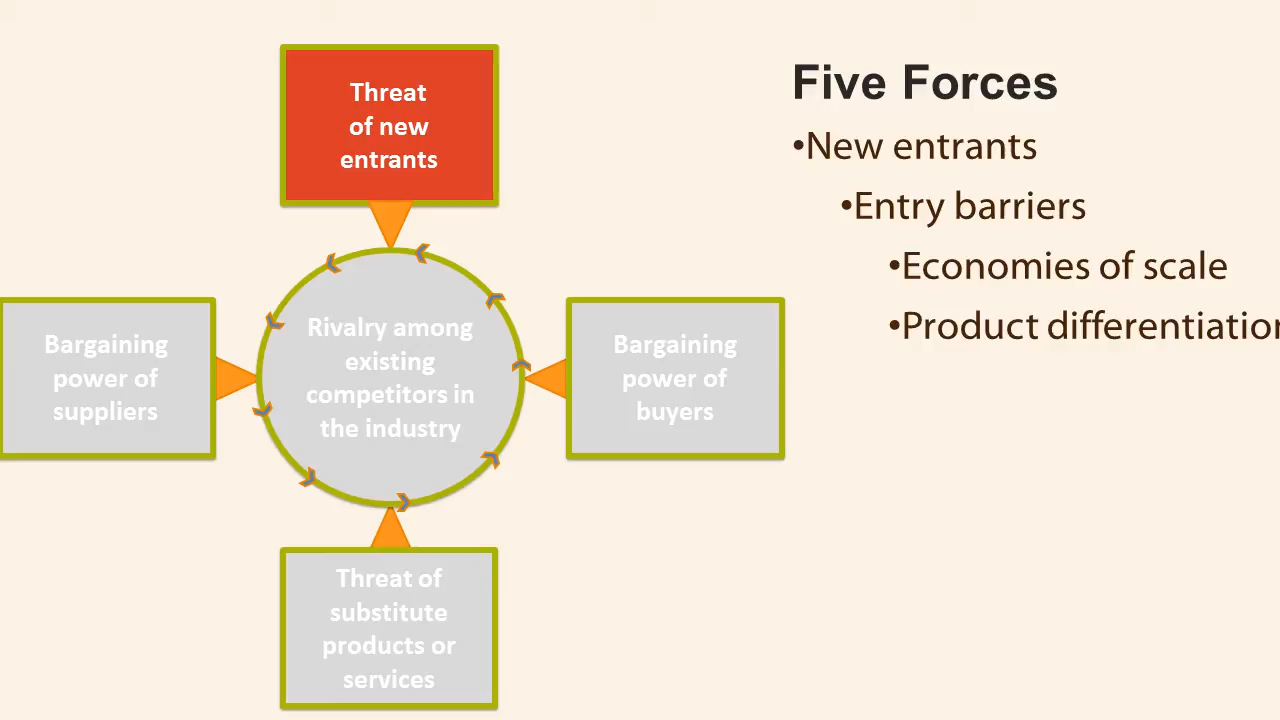 Threat
of new
entrants
Bargaining
power of
suppliers
Rivalry among
existing
competitors in
the industry
Bargaining
power of
buyers
Threat of
substitute
products or
services
Five Forces
•New entrants
•Entry barriers
•Economies of scale
•Product differentiation